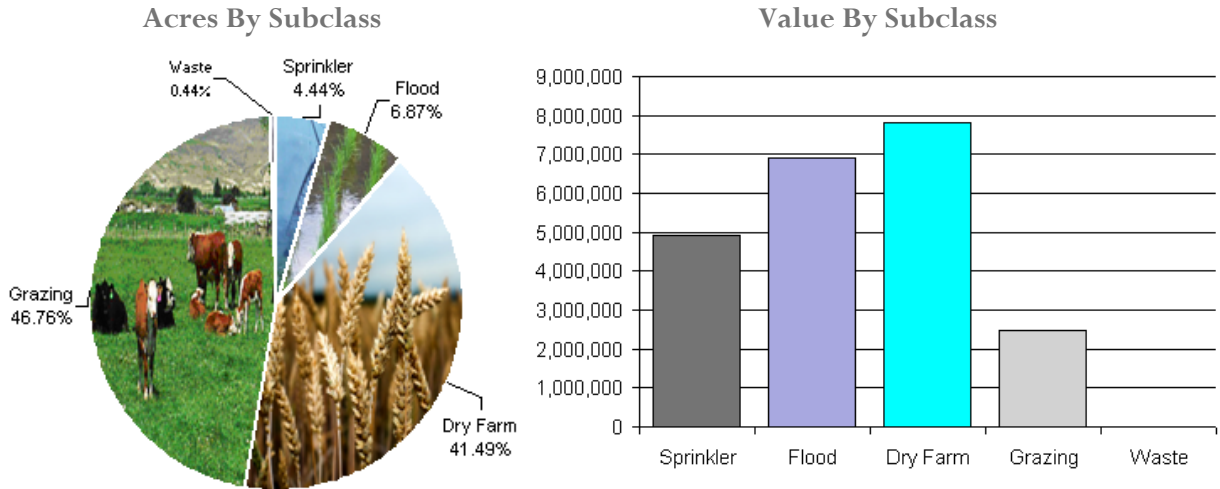 Acres By Subclass
Waste
0.44%
Sprinkler
4.44%
Flood
6.87%
Grazing
46.76%
Dry Farm
41.49%
Value By Subclass
9,000,000
8,000,000
7,000,000
6,000,000
5,000,000
4,000,000
3,000,000
2,000,000
1,000,000
0
Sprinkler
Flood
Dry Farm
Grazing
Waste